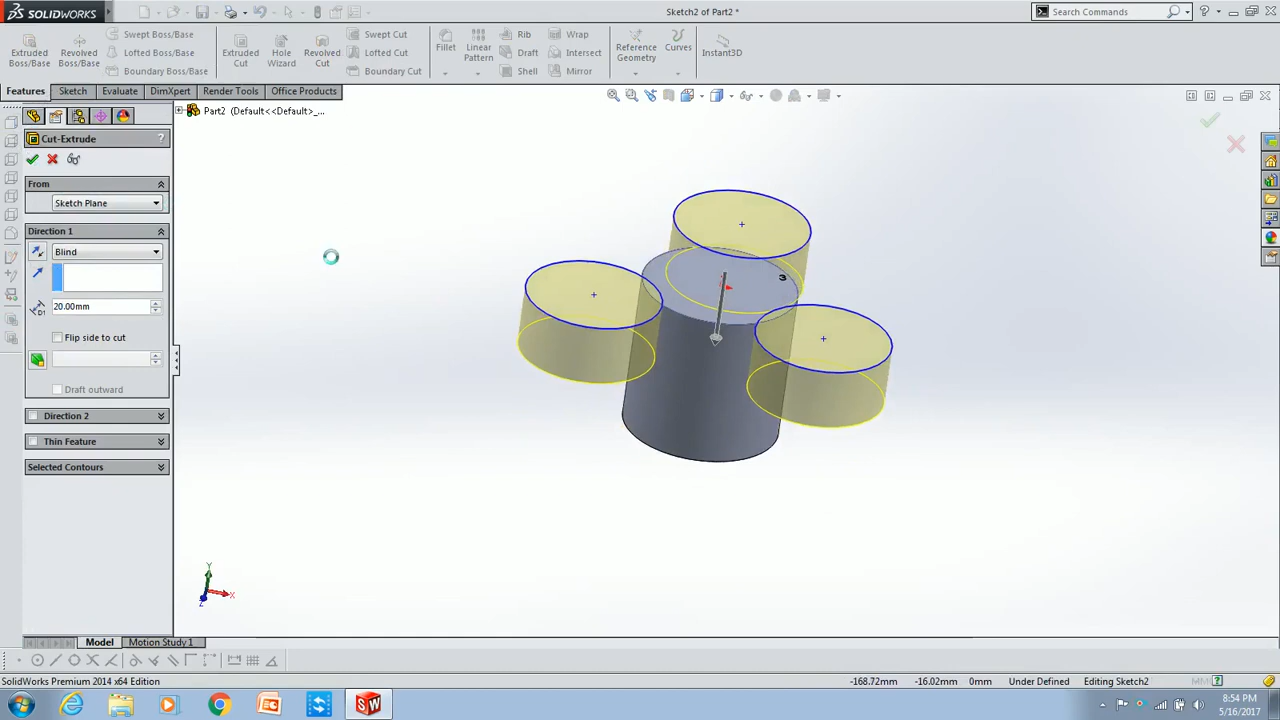 SOLIDWORKS
Sketch2 of Part2 *
Search Commands
Extruded Boss/Base
Revolved Boss/Base
Swept Boss/Base
Lofted Boss/Base
Boundary Boss/Base
Extruded Cut
Hole Wizard
Revolved Cut
Swept Cut
Lofted Cut
Boundary Cut
Fillet
Linear Pattern
Rib
Draft
Shell
Wrap
Intersect
Mirror
Reference Geometry
Curves
Instant3D
Features
Sketch
Evaluate
DimXpert
Render Tools
Office Products
Part2 (Default<<Default>_...
Cut-Extrude
?
From
Sketch Plane
Direction 1
Blind
D1
20.00mm
Flip side to cut
Draft outward
Direction 2
Thin Feature
Selected Contours
3
Y
X
Z
Model
Motion Study 1
SolidWorks Premium 2014 x64 Edition
-168.72mm
-16.02mm
0mm
Under Defined
Editing Sketch2
8:54 PM
5/16/2017